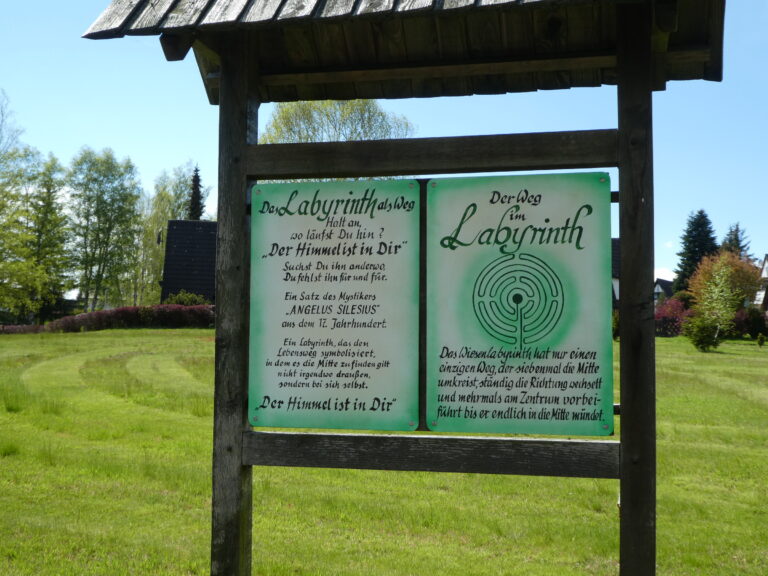 Das Labyrinth als Weg
Halt an,
wo läufst Du hin?
„Der Himmel ist in Dir"
Suchst Du ihn anderwo,
Du fehlst ihn für und für.
Ein Satz des Mystikers
"ANGELUS SILESIUS"
aus dem 17. Jahrhundert.
Ein Labyrinth, das den
Lebensweg symbolisiert,
in dem es die Mitte zu finden gilt
nicht irgendwo draußen,
sondern bei sich selbst.
„Der Himmel ist in Dir"
Der Weg
im
Labyrinth
Das Wiesenlabyrinth hat nur einen
einzigen Weg, der siebenmal die Mitte
umkreist, ständig die Richtung wechselt
und mehrmals am Zentrum vorbei-
führt bis er endlich in die Mitte mündet.